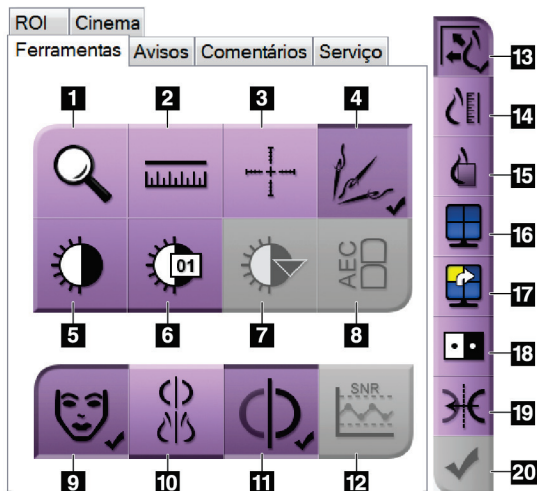 ROI Cinema
Ferramentas Avisos Comentários Serviço
1 2 3 4
13
14
15
01
AEC
16
5 6 7 8
17
18
SNR
19
20
9 10 11 12